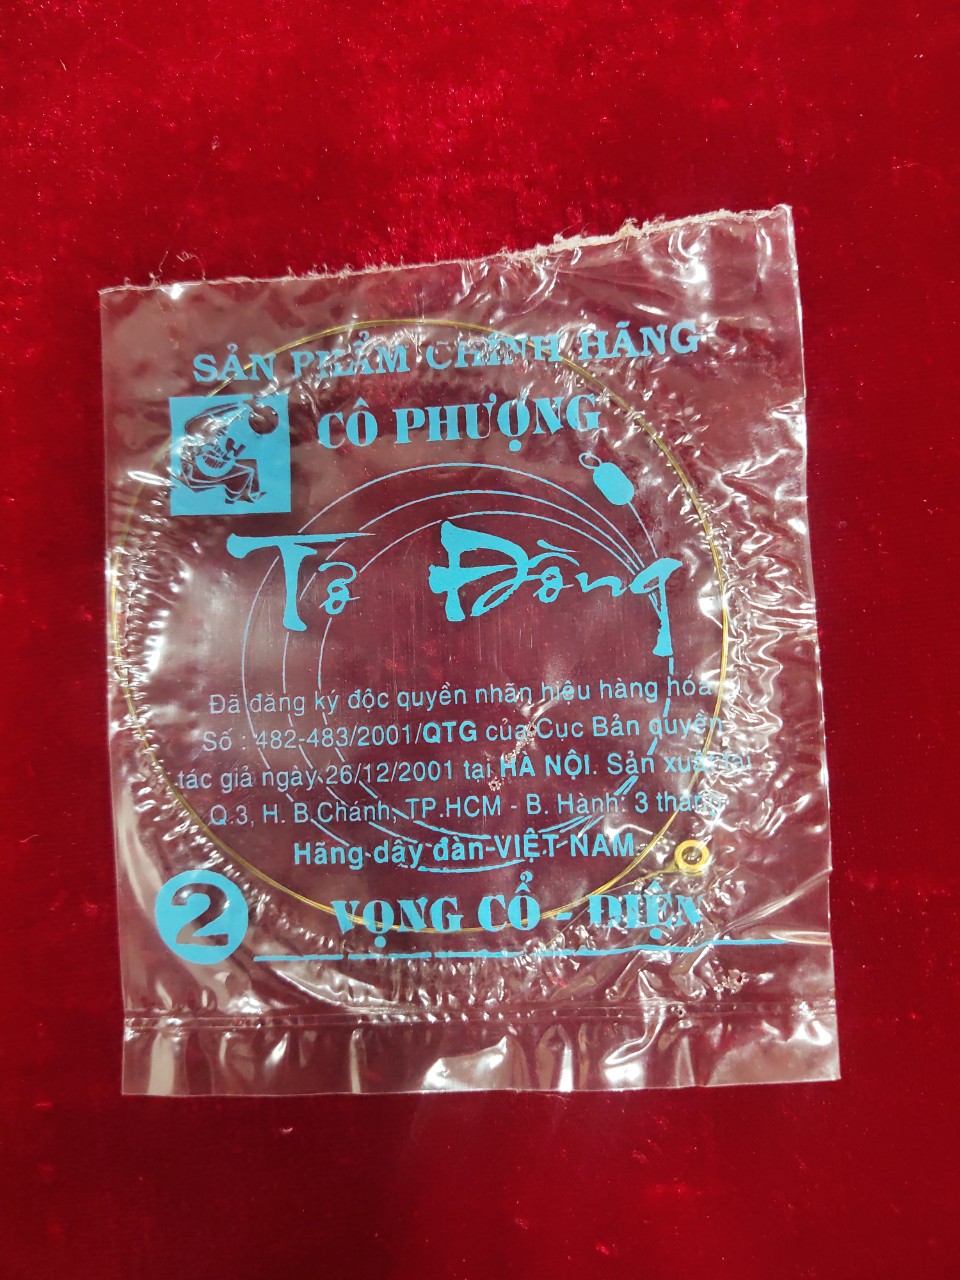 SẢN PHẨM CHÍNH HÃNG
CÔ PHƯỢNG
Tơ Đồng
Đã đăng ký độc quyền nhãn hiệu hàng hóa
Số : 482-483/2001/QTG của Cục Bản quyền
tác giả ngày 26/12/2001 tại HÀ NỘI. Sản xuất tại
Q.3, H. B.Chánh, TP.HCM - B. Hành: 3 tháng
Hãng dây đàn VIỆT NAM
2 VỌNG CỔ - ĐIỆN